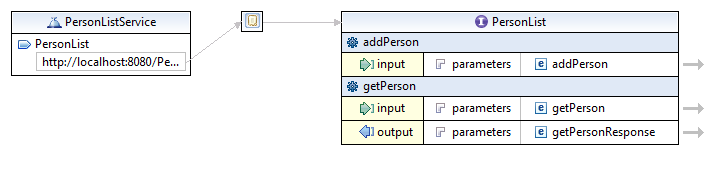 PersonListService
PersonList
http://localhost:8080/Pe...
PersonList
addPerson
input parameters addPerson
getPerson
input parameters getPerson
output parameters getPersonResponse